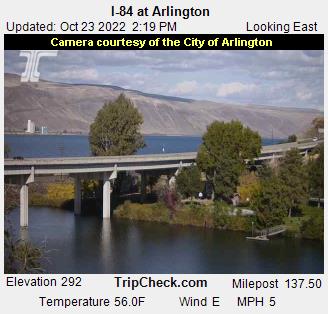 I-84 at Arlington
Updated: Oct 23 2022 2:19 PM Looking East
Camera courtesy of the City of Arlington
Elevation 292 TripCheck.com Milepost 137.50
Temperature 56.0F Wind E MPH 5